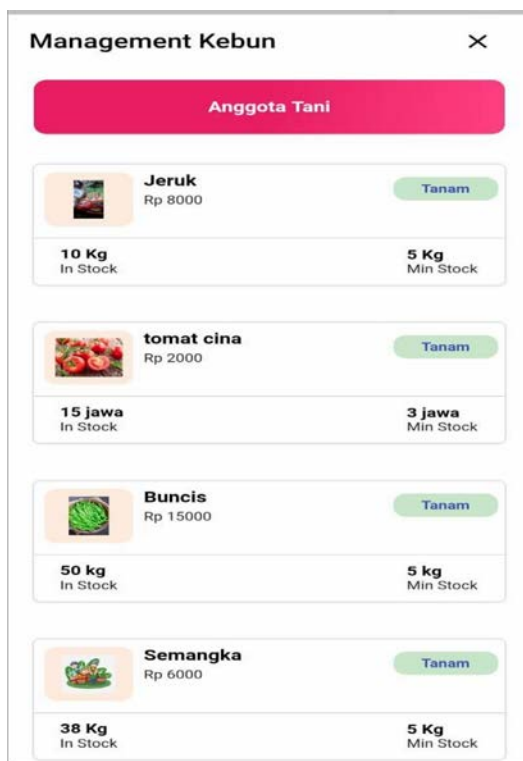 Management Kebun
Anggota Tani
Jeruk
Rp 8000
Tanam
10 Kg
In Stock
5 Kg
Min Stock
tomat cina
Rp 2000
Tanam
15 jawa
In Stock
3 jawa
Min Stock
Buncis
Rp 15000
Tanam
50 kg
In Stock
5 kg
Min Stock
Semangka
Rp 6000
Tanam
38 Kg
In Stock
5 Kg
Min Stock